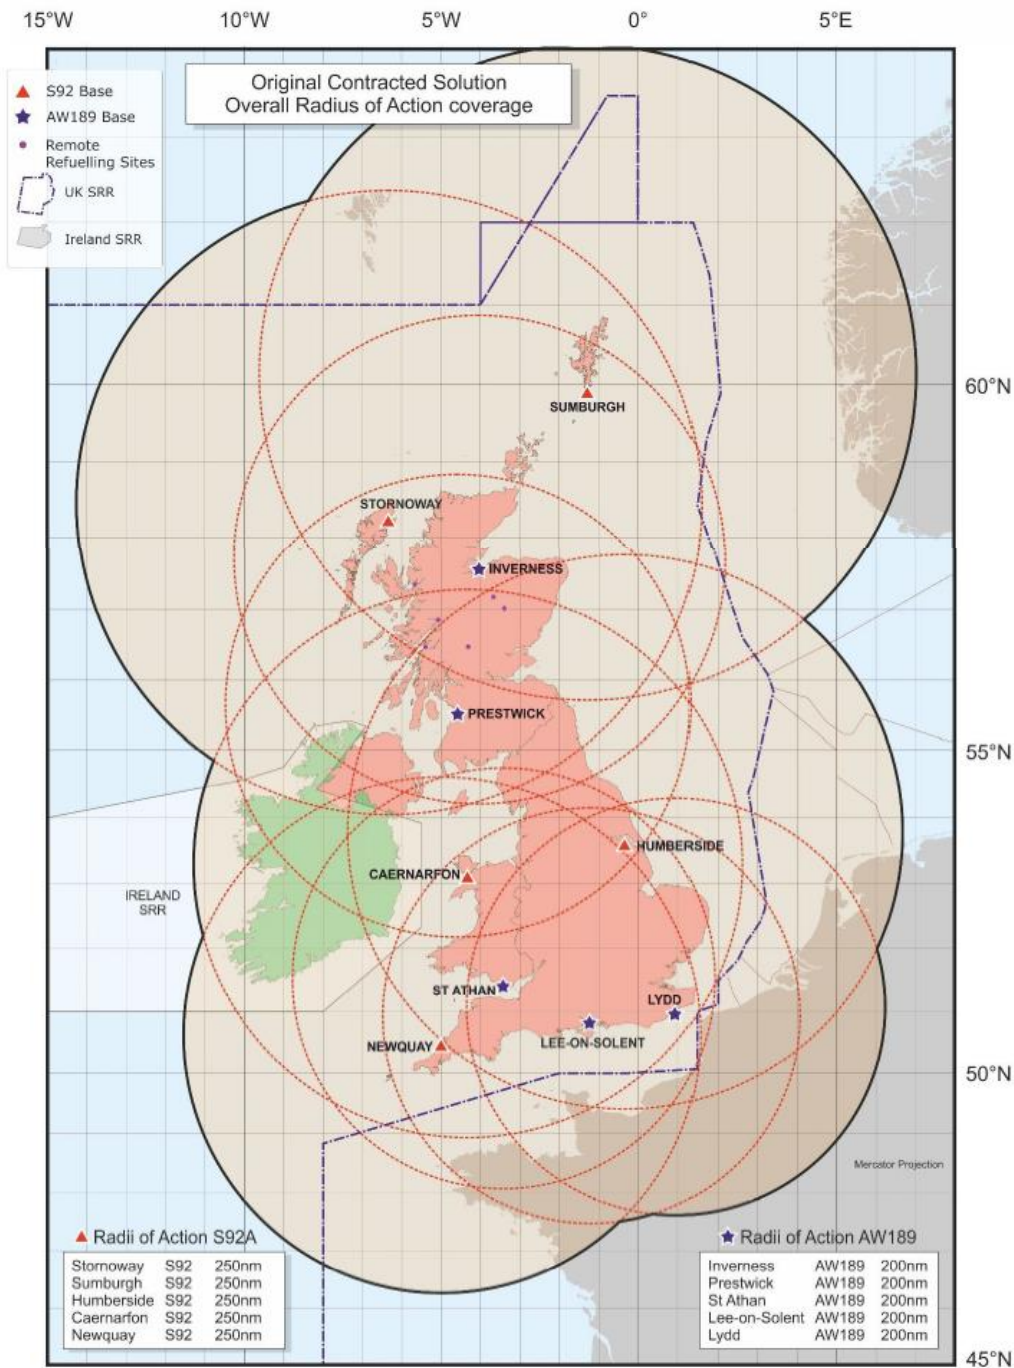 15°W 10°W 5°W 0° 5°E
Original Contracted Solution
Overall Radius of Action coverage
S92 Base
AW189 Base
Remote
Refuelling Sites
UK SRR
Ireland SRR
60°N
SUMBURGH
STORNOWAY
INVERNESS
PRESTWICK
55°N
HUMBERSIDE
CAERNARFON
IRELAND
SRR
ST ATHAN
LYDD
LEE-ON-SOLENT
NEWQUAY
50°N
Mercator Projection
Radii of Action S92A
Stornoway S92 250nm
Sumburgh S92 250nm
Humberside S92 250nm
Caernarfon S92 250nm
Newquay S92 250nm
Radii of Action AW189
Inverness AW189 200nm
Prestwick AW189 200nm
St Athan AW189 200nm
Lee-on-Solent AW189 200nm
Lydd AW189 200nm
45°N